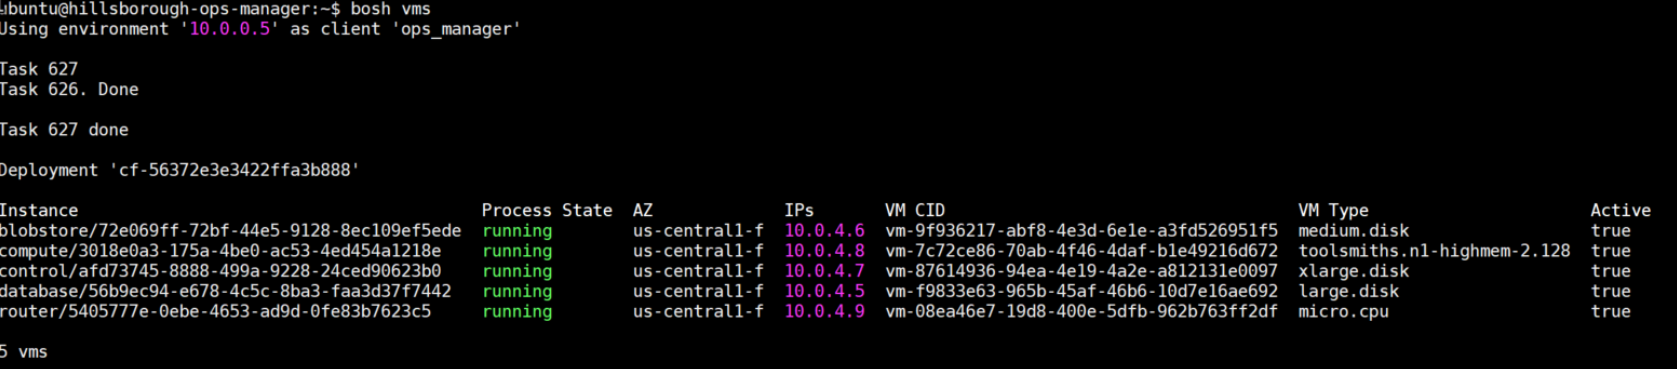 ubuntu@hillsborough-ops-manager:~$ bosh vms
Using environment '10.0.0.5' as client 'ops_manager'
Task 627
Task 626. Done
Task 627 done
Deployment 'cf-56372e3e3422ffa3b888'
Instance Process State AZ IPs VM CID VM Type Active
blobstore/72e069ff-72bf-44e5-9128-8ec109ef5ede running us-central1-f 10.0.4.6 vm-9f936217-abf8-4e3d-6e1e-a3fd526951f5 medium.disk true
compute/3018e0a3-175a-4be0-ac53-4ed454a1218e running us-central1-f 10.0.4.8 vm-7c72ce86-70ab-4f46-4daf-b1e49216d672 toolsmiths.n1-highmem-2.128 true
control/afd73745-8888-499a-9228-24ced90623b0 running us-central1-f 10.0.4.7 vm-87614936-94ea-4e19-4a2e-a812131e0097 xlarge.disk true
database/56b9ec94-e678-4c5c-8ba3-faa3d37f7442 running us-central1-f 10.0.4.5 vm-f9833e63-965b-45af-46b6-10d7e16ae692 large.disk true
router/5405777e-0ebe-4653-ad9d-0fe83b7623c5 running us-central1-f 10.0.4.9 vm-08ea46e7-19d8-400e-5dfb-962b763ff2df micro.cpu true
5 vms